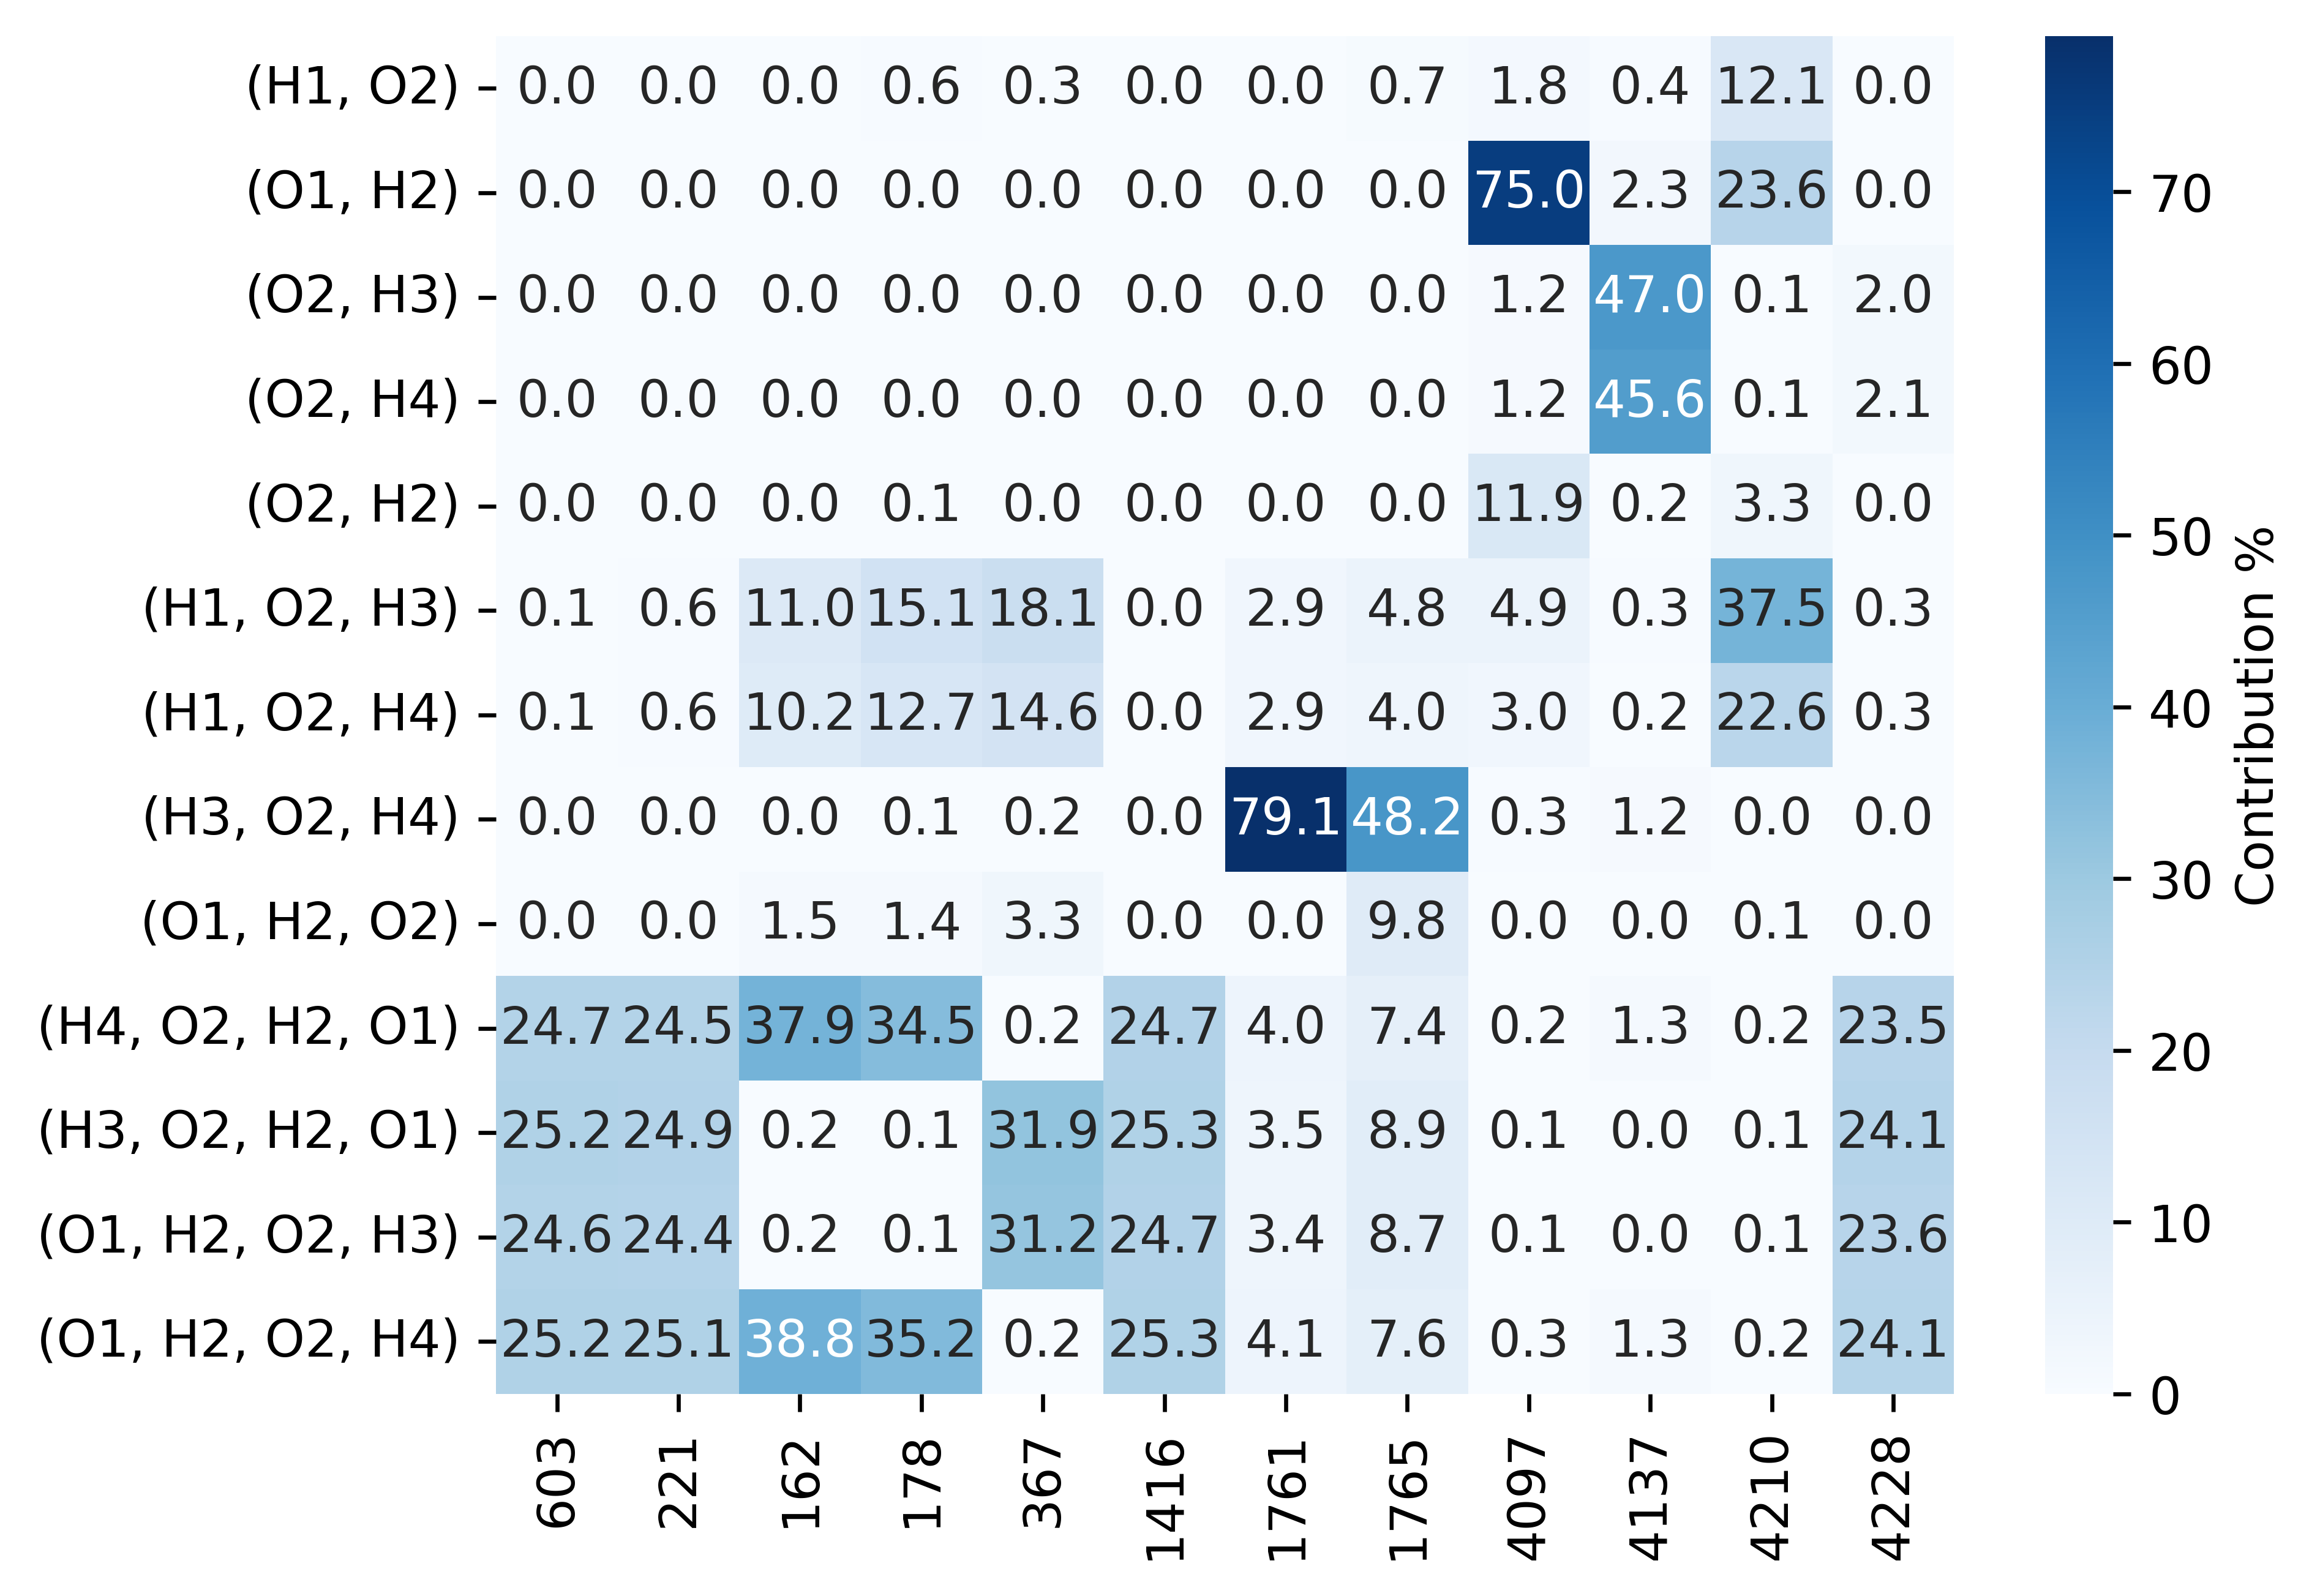 (H1, O2) 0.0 0.0 0.0 0.6 0.3 0.0 0.0 0.7 1.8 0.4 12.1 0.0
(O1, H2) 0.0 0.0 0.0 0.0 0.0 0.0 0.0 0.0 75.0 2.3 23.6 0.0
(O2, H3) 0.0 0.0 0.0 0.0 0.0 0.0 0.0 0.0 1.2 47.0 0.1 2.0
(O2, H4) 0.0 0.0 0.0 0.0 0.0 0.0 0.0 0.0 1.2 45.6 0.1 2.1
(O2, H2) 0.0 0.0 0.0 0.1 0.0 0.0 0.0 0.0 11.9 0.2 3.3 0.0
(H1, O2, H3) 0.1 0.6 11.0 15.1 18.1 0.0 2.9 4.8 4.9 0.3 37.5 0.3
(H1, O2, H4) 0.1 0.6 10.2 12.7 14.6 0.0 2.9 4.0 3.0 0.2 22.6 0.3
(H3, O2, H4) 0.0 0.0 0.0 0.1 0.2 0.0 79.1 48.2 0.3 1.2 0.0 0.0
(O1, H2, O2) 0.0 0.0 1.5 1.4 3.3 0.0 0.0 9.8 0.0 0.0 0.1 0.0
(H4, O2, H2, O1) 24.7 24.5 37.9 34.5 0.2 24.7 4.0 7.4 0.2 1.3 0.2 23.5
(H3, O2, H2, O1) 25.2 24.9 0.2 0.1 31.9 25.3 3.5 8.9 0.1 0.0 0.1 24.1
(O1, H2, O2, H3) 24.6 24.4 0.2 0.1 31.2 24.7 3.4 8.7 0.1 0.0 0.1 23.6
(O1, H2, O2, H4) 25.2 25.1 38.8 35.2 0.2 25.3 4.1 7.6 0.3 1.3 0.2 24.1
603 221 162 178 367 1416 1761 1765 4097 4137 4210 4228
70
60
50
40
30
20
10
0
Contribution %